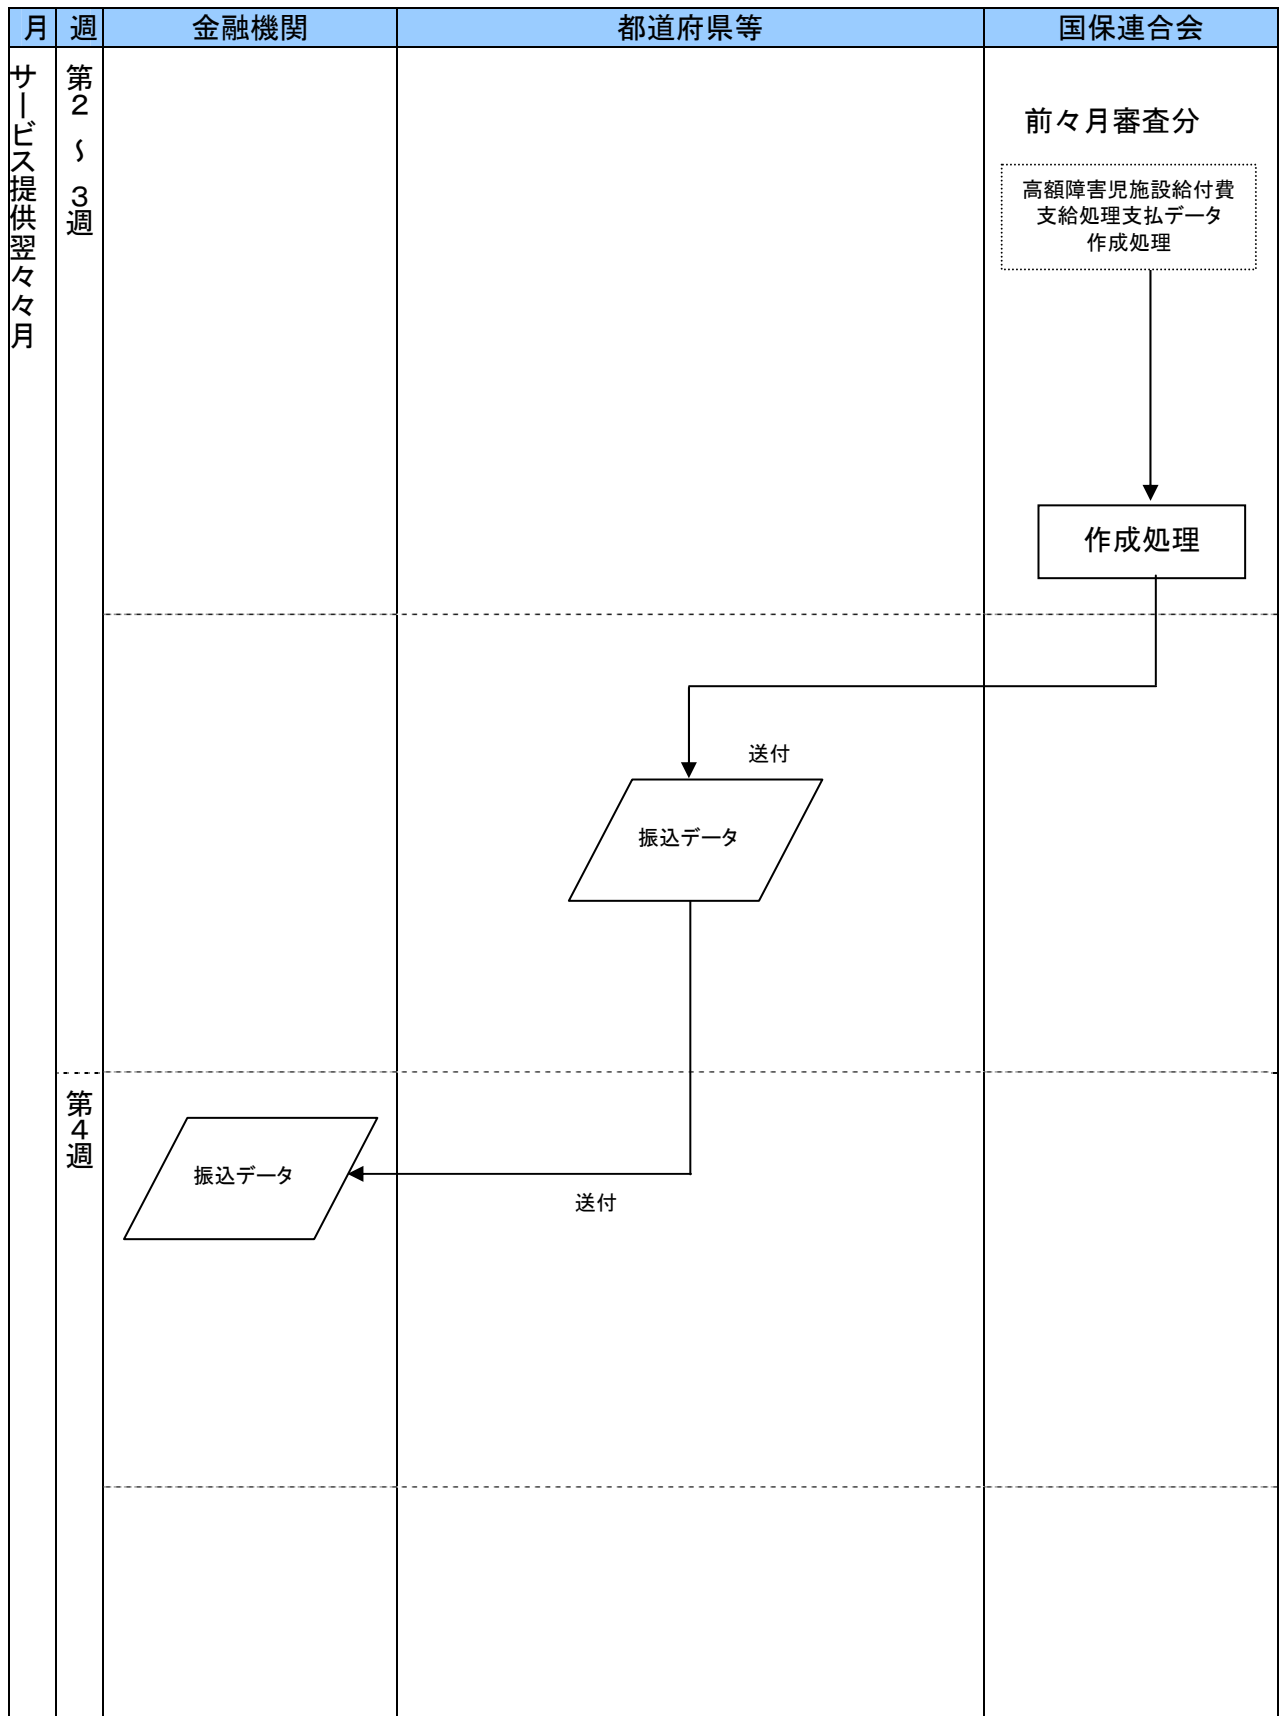 月 週 金融機関 都道府県等 国保連合会
サービス提供翌々々月
第2～3週
前々月審査分
高額障害児施設給付費
支給処理支払データ
作成処理
作成処理
送付
振込データ
第4週
振込データ
送付